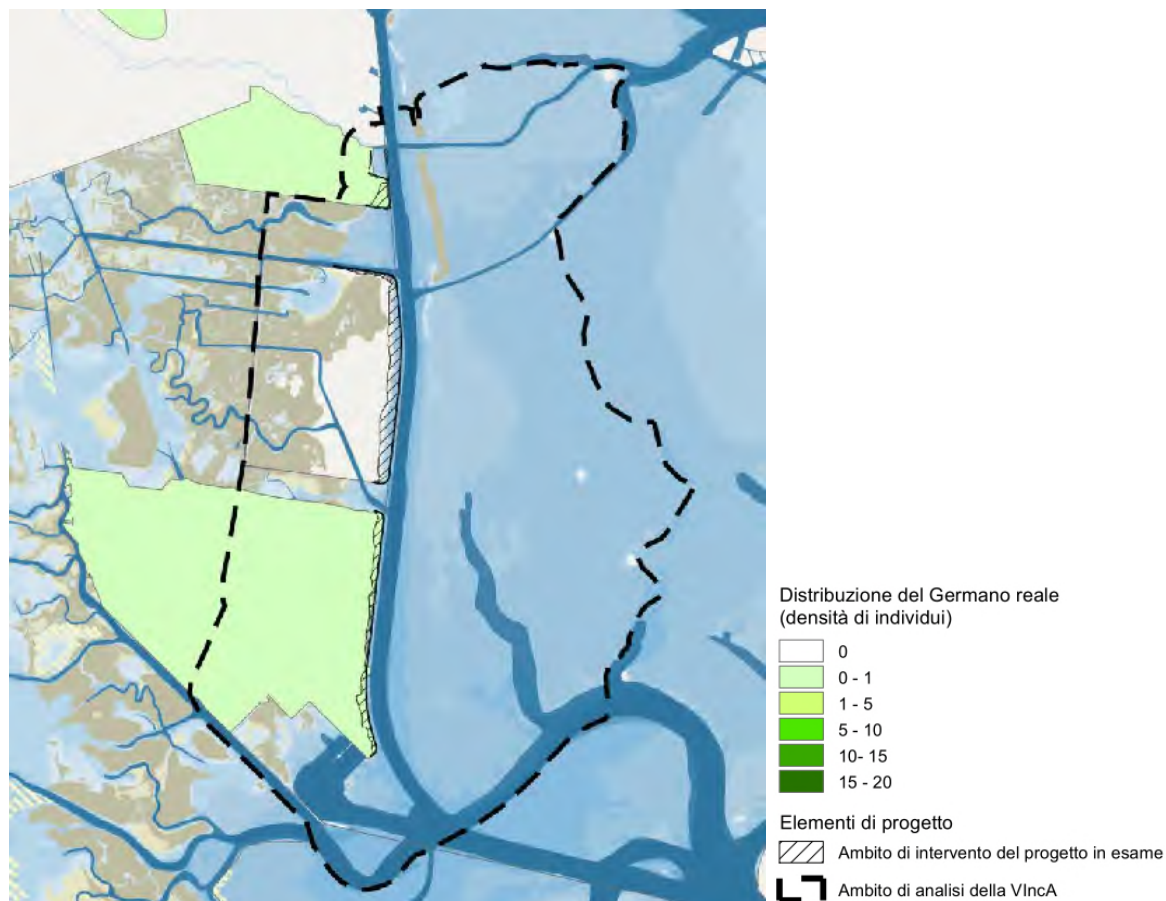 Distribuzione del Germano reale
(densità di individui)
0
0 - 1
1 - 5
5 - 10
10- 15
15 - 20
Elementi di progetto
Ambito di intervento del progetto in esame
Ambito di analisi della VIncA